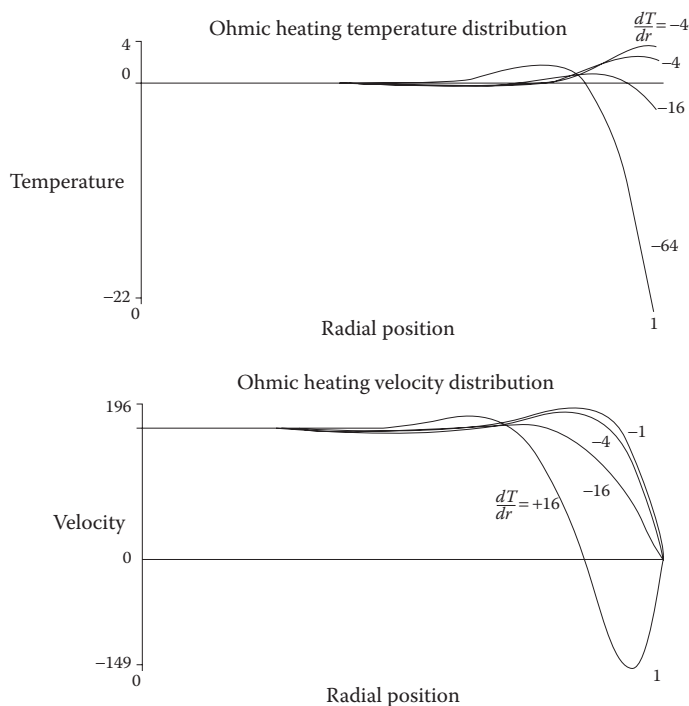 Ohmic heating temperature distribution
dT/dr = −4
4
0
−4
−16
Temperature
−64
−22
0
1
Radial position
Ohmic heating velocity distribution
196
−1
−4
−16
dT/dr = +16
Velocity
0
−149
0
1
Radial position